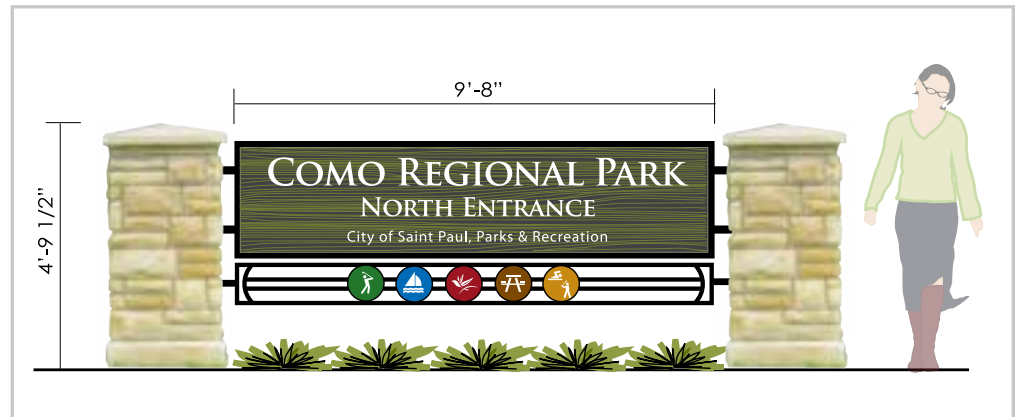 9’-8”
4’-9 1/2”
COMO REGIONAL PARK
NORTH ENTRANCE
City of Saint Paul, Parks & Recreation